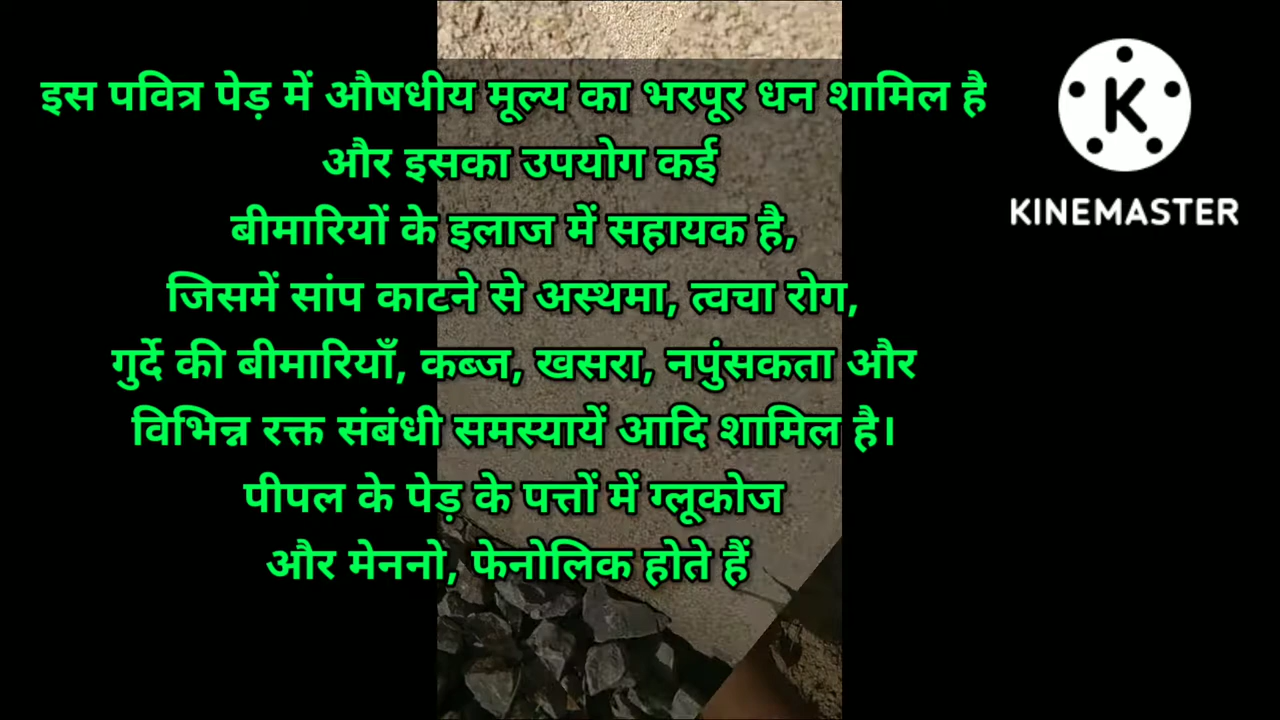 इस पवित्र पेड़ में औषधीय मूल्य का भरपूर धन शामिल है
और इसका उपयोग कई
बीमारियों के इलाज में सहायक है,
जिसमें सांप काटने से अस्थमा, त्वचा रोग,
गुर्दे की बीमारियाँ, कब्ज, खसरा, नपुंसकता और
विभिन्न रक्त संबंधी समस्यायें आदि शामिल है।
पीपल के पेड़ के पत्तों में ग्लूकोज
और मेननो, फेनोलिक होते हैं
K
KINEMASTER